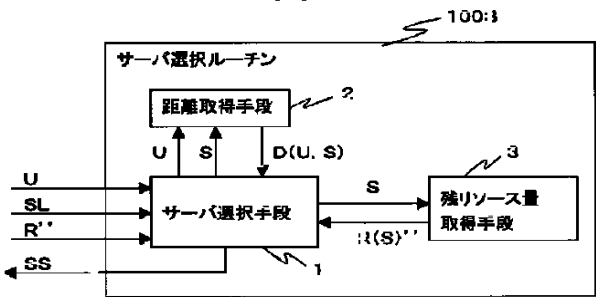 100:3
サーバ選択ルーチン
距離取得手段
2
U
S
D(U, S)
3
U
SL
R''
SS
サーバ選択手段
1
S
R(S)''
残リソース量
取得手段